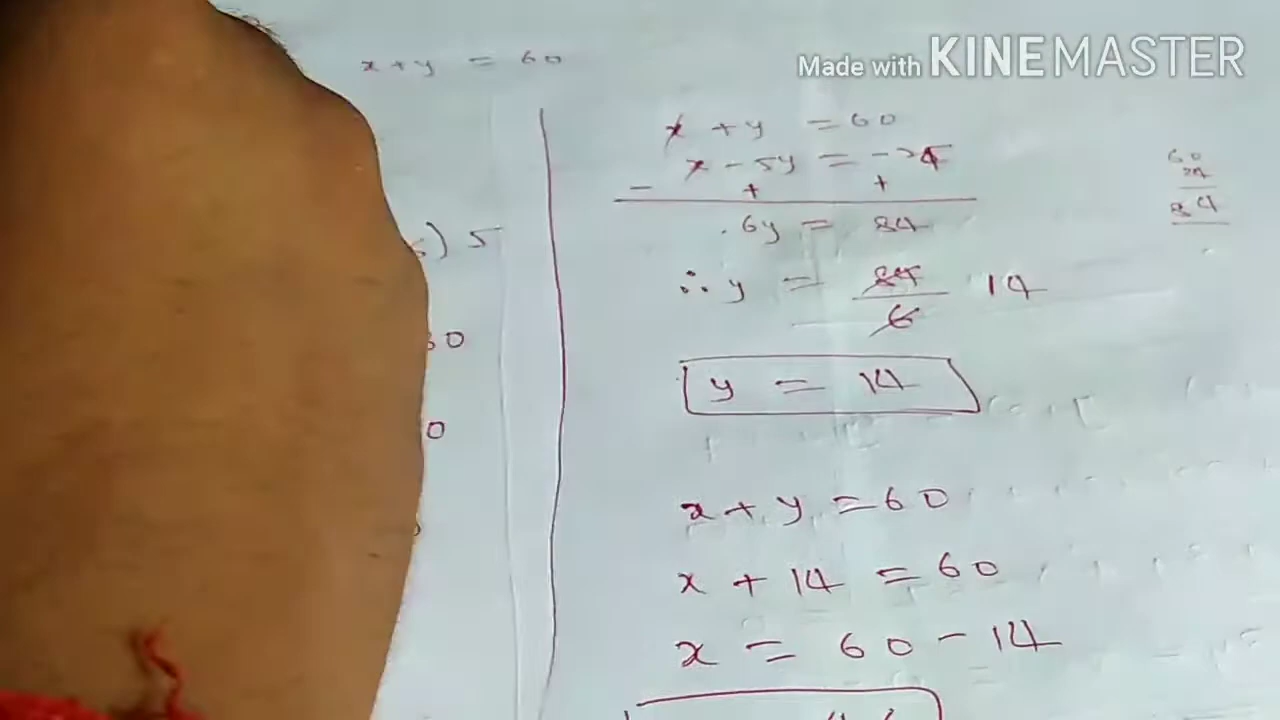 Made with KINEMASTER
x + y = 60
) 5
0
0
x + y = 60
x - 5y = -24
- + +
6y = 84
∴ y = 84/6 14
y = 14
x + y = 60
x + 14 = 60
x = 60 - 14
60
24
84